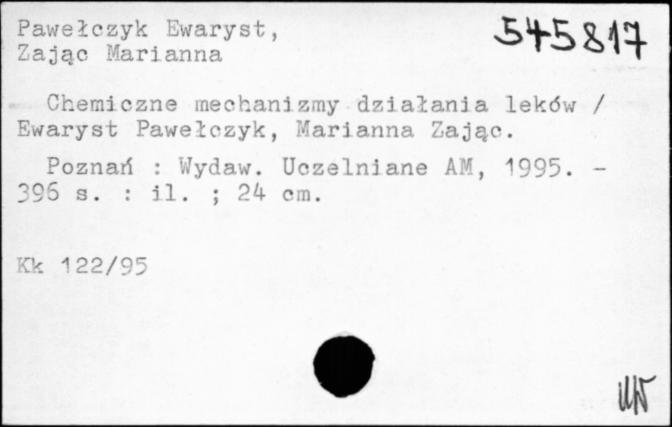 Pawełczyk Ewaryst,
545817
Zając Marianna
Chemiczne mechanizmy działania leków /
Ewaryst Pawełczyk, Marianna Zając.
Poznań : Wydaw. Uczelniane AM, 1995. -
396 s. : il. ; 24 cm.
Kk 122/95